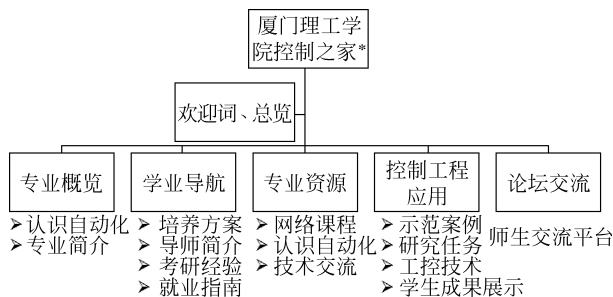 厦门理工学
院控制之家*
欢迎词、总览
专业概览
➢认识自动化
➢专业简介
学业导航
➢培养方案
➢导师简介
➢考研经验
➢就业指南
专业资源
➢网络课程
➢认识自动化
➢技术交流
控制工程
应用
➢示范案例
➢研究任务
➢工控技术
➢学生成果展示
论坛交流
师生交流平台